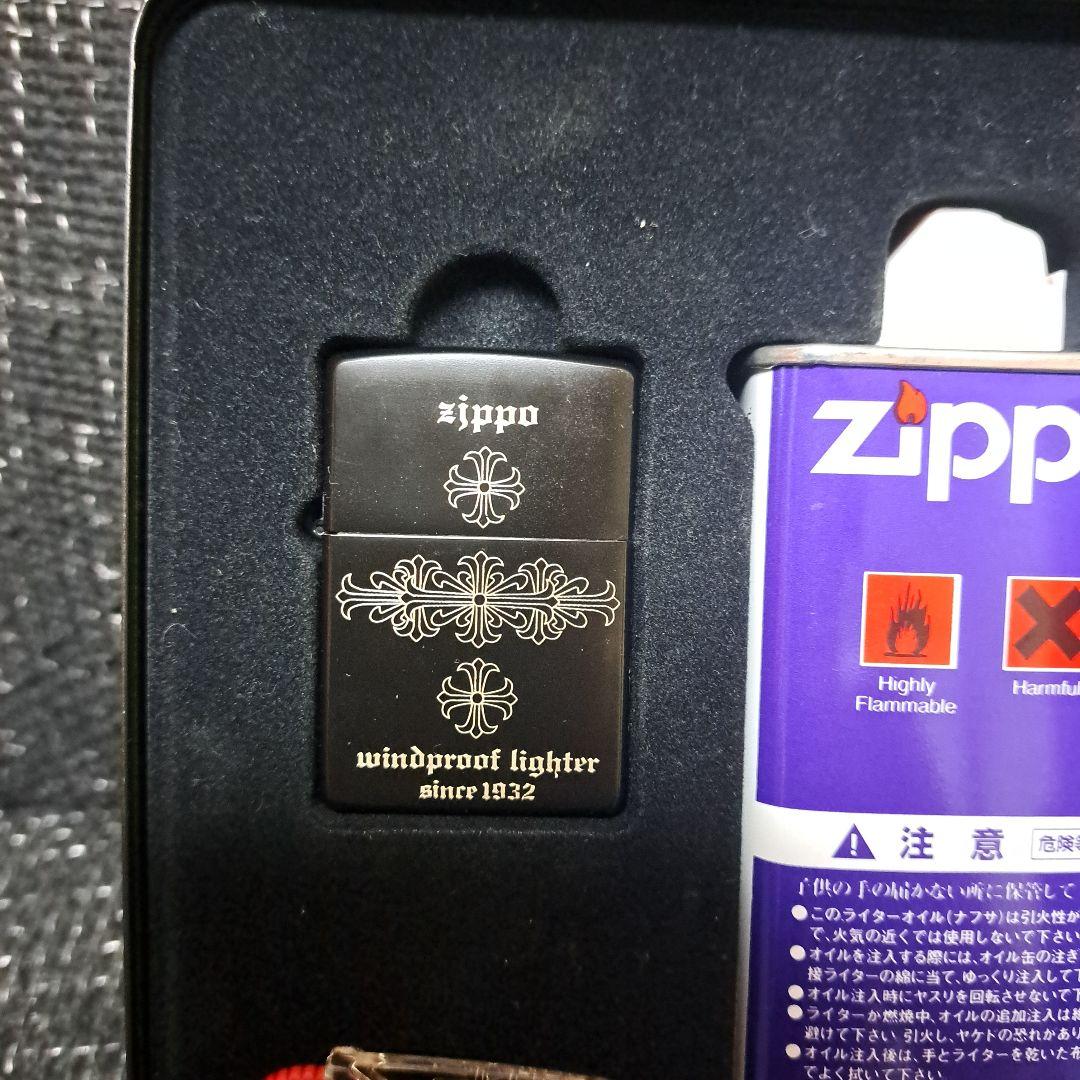 zippo
windproof lighter
since 1932
zipp
Highly
Flammable
Harmful
注 意
危険等
子供の手の届かない所に保管して
●このライターオイル(ナフサ)は引火性が
で、火気の近くでは使用しないで下さい
●オイルを注入する際には、オイル缶の注ぎ
接ライターの綿に当て、ゆっくり注入して下
●オイル注入時にヤスリを回転させないで下
●ライターが燃焼中、オイルの追加注入は絶
避けて下さい 引火し、ヤケドの恐れがあり
●オイル注入後は、手とライターを乾いた布
てよく拭いて下さい